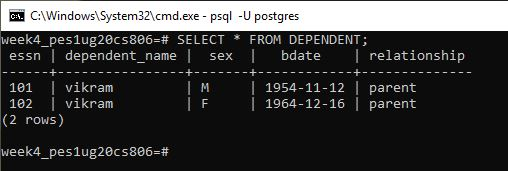 C:\Windows\System32\cmd.exe - psql -U postgres
week4_pes1ug20cs806=# SELECT * FROM DEPENDENT;
essn | dependent_name | sex | bdate | relationship
------+----------------+------+------------+--------------
101 | vikram | M | 1954-11-12 | parent
102 | vikram | F | 1964-12-16 | parent
(2 rows)
week4_pes1ug20cs806=#